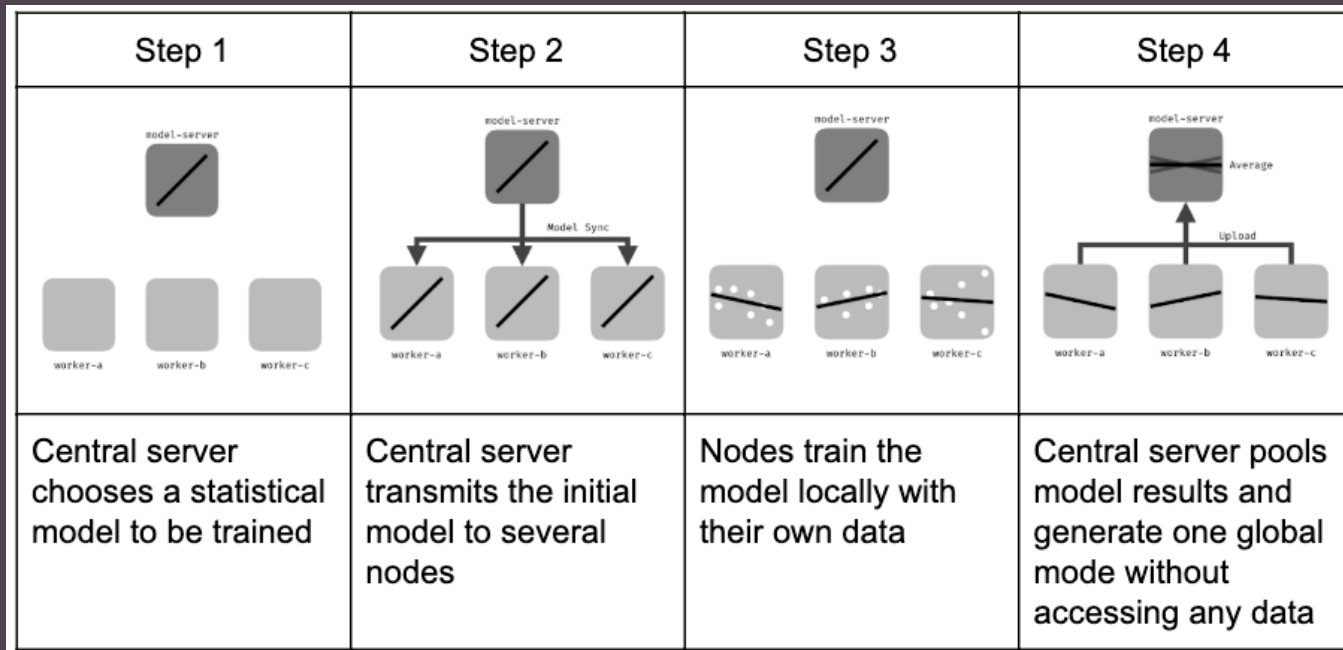 Step 1
Step 2
Step 3
Step 4
model-server
worker-a
worker-b
worker-c
model-server
Model Sync
worker-a
worker-b
worker-c
model-server
worker-a
worker-b
worker-c
model-server
Average
Upload
worker-a
worker-b
worker-c
Central server
chooses a statistical
model to be trained
Central server
transmits the initial
model to several
nodes
Nodes train the
model locally with
their own data
Central server pools
model results and
generate one global
mode without
accessing any data